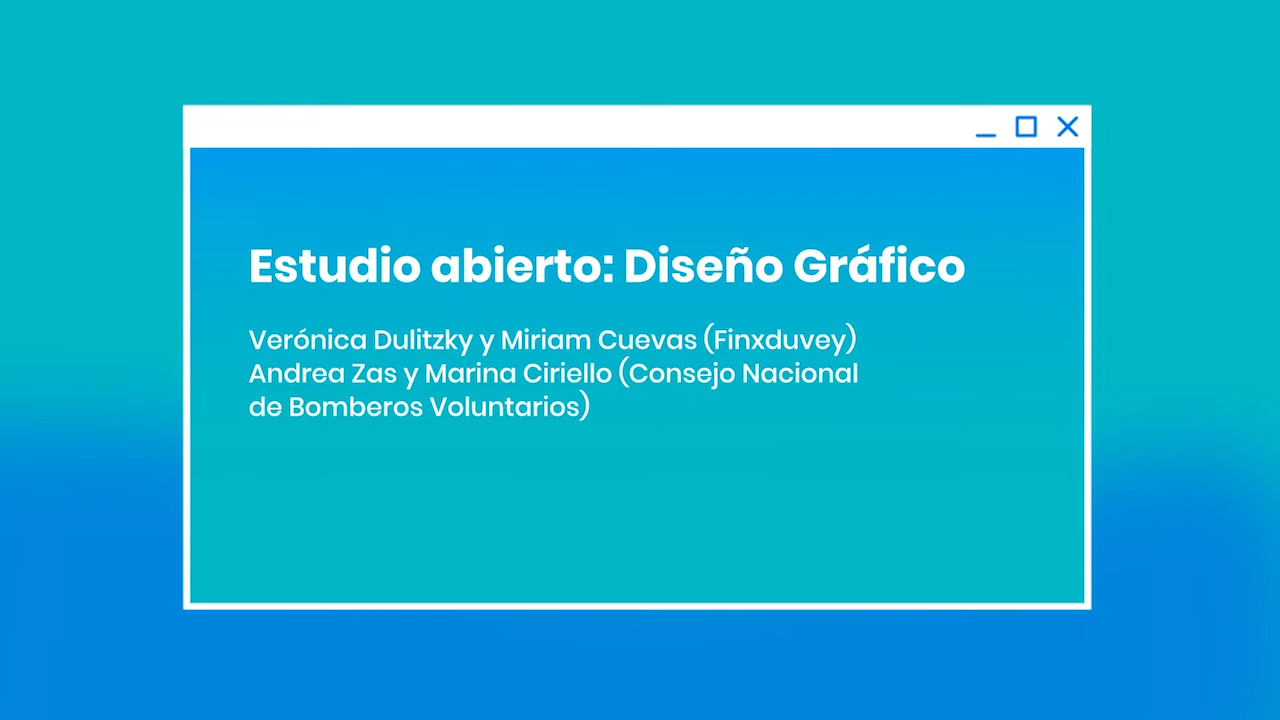 Estudio abierto: Diseño Gráfico
Verónica Dulitzky y Miriam Cuevas (Finxduvey)
Andrea Zas y Marina Ciriello (Consejo Nacional
de Bomberos Voluntarios)